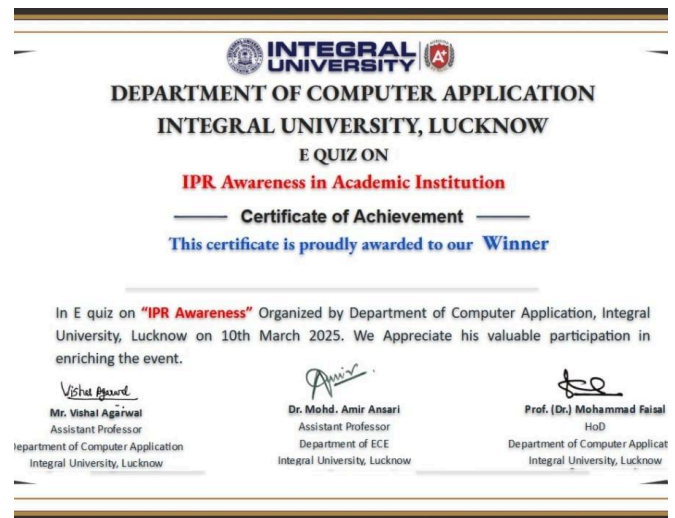 INTEGRAL
UNIVERSITY
A+
DEPARTMENT OF COMPUTER APPLICATION
INTEGRAL UNIVERSITY, LUCKNOW
E QUIZ ON
IPR Awareness in Academic Institution
Certificate of Achievement
This certificate is proudly awarded to our Winner
In E quiz on “IPR Awareness” Organized by Department of Computer Application, Integral
University, Lucknow on 10th March 2025. We Appreciate his valuable participation in
enriching the event.
Vishal Agarwal
Amir
Mr. Vishal Agarwal
Assistant Professor
epartment of Computer Application
Integral University, Lucknow
Dr. Mohd. Amir Ansari
Assistant Professor
Department of ECE
Integral University, Lucknow
Prof. (Dr.) Mohammad Faisal
HoD
Department of Computer Applicat
Integral University, Lucknow